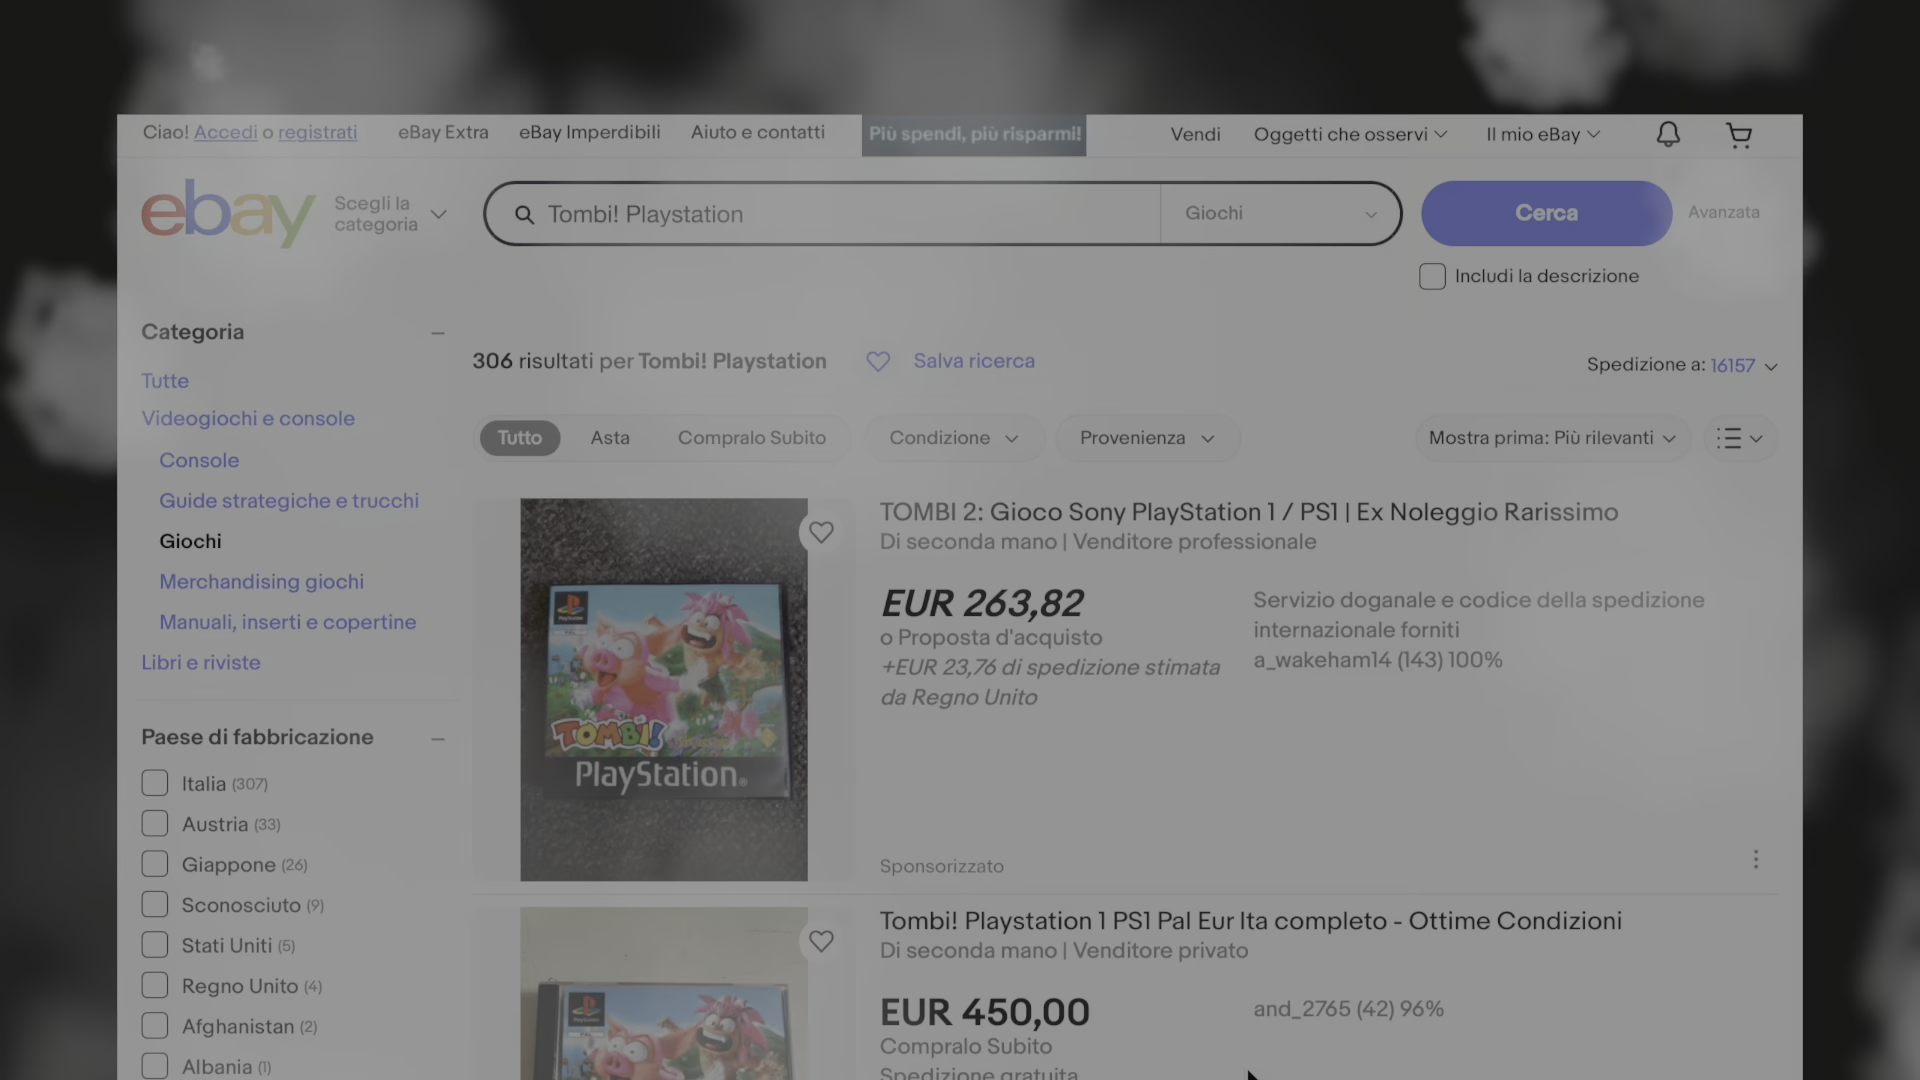 Ciao! Accedi o registrati
eBay Extra
eBay Imperdibili
Aiuto e contatti
Più spendi, più risparmi!
Vendi
Oggetti che osservi
Il mio eBay
ebay
Scegli la
categoria
Tombi! Playstation
Giochi
Cerca
Avanzata
Includi la descrizione
Categoria
Tutte
Videogiochi e console
Console
Guide strategiche e trucchi
Giochi
Merchandising giochi
Manuali, inserti e copertine
Libri e riviste
Paese di fabbricazione
Italia (307)
Austria (33)
Giappone (26)
Sconosciuto (9)
Stati Uniti (5)
Regno Unito (4)
Afghanistan (2)
Albania (1)
306 risultati per Tombi! Playstation
Salva ricerca
Spedizione a: 16157
Tutto
Asta
Compralo Subito
Condizione
Provenienza
Mostra prima: Più rilevanti
TOMBI!
PlayStation
TOMBI 2: Gioco Sony PlayStation 1 / PS1 | Ex Noleggio Rarissimo
Di seconda mano | Venditore professionale
EUR 263,82
o Proposta d'acquisto
+EUR 23,76 di spedizione stimata
da Regno Unito
Servizio doganale e codice della spedizione
internazionale forniti
a_wakeham14 (143) 100%
Sponsorizzato
Tombi! Playstation 1 PS1 Pal Eur Ita completo - Ottime Condizioni
Di seconda mano | Venditore privato
EUR 450,00
Compralo Subito
Spedizione gratuita
and_2765 (42) 96%